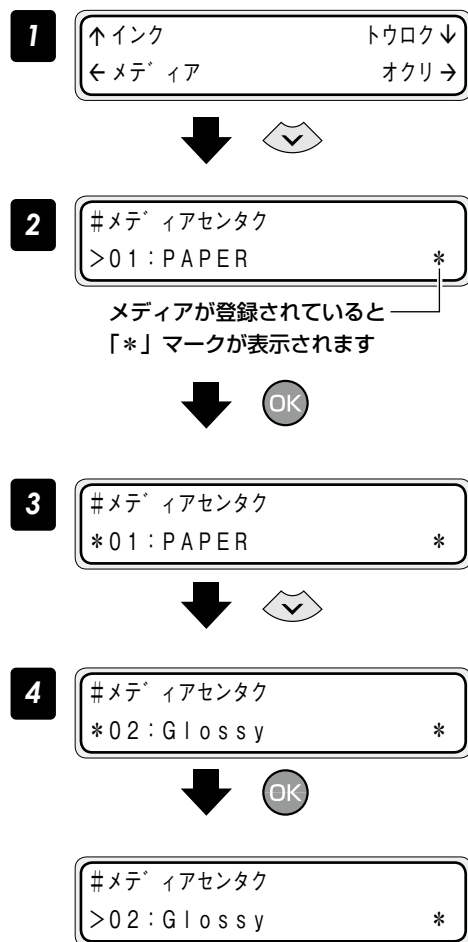 1
↑インク トウロク↓
←メディア オクリ→
2
#メディアセンタク
>01:PAPER *
メディアが登録されていると
「*」マークが表示されます
OK
3
#メディアセンタク
*01:PAPER *
4
#メディアセンタク
*02:Glossy *
OK
#メディアセンタク
>02:Glossy *